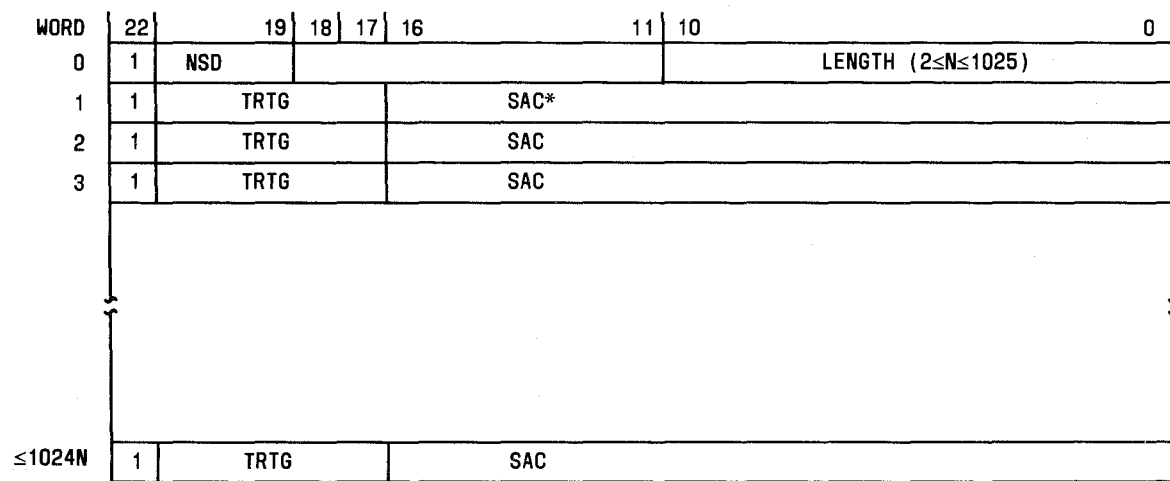 WORD 22 19 18 17 16 11 10 0
0 1 NSD LENGTH (2≤N≤1025)
1 1 TRTG SAC*
2 1 TRTG SAC
3 1 TRTG SAC
≤1024N 1 TRTG SAC